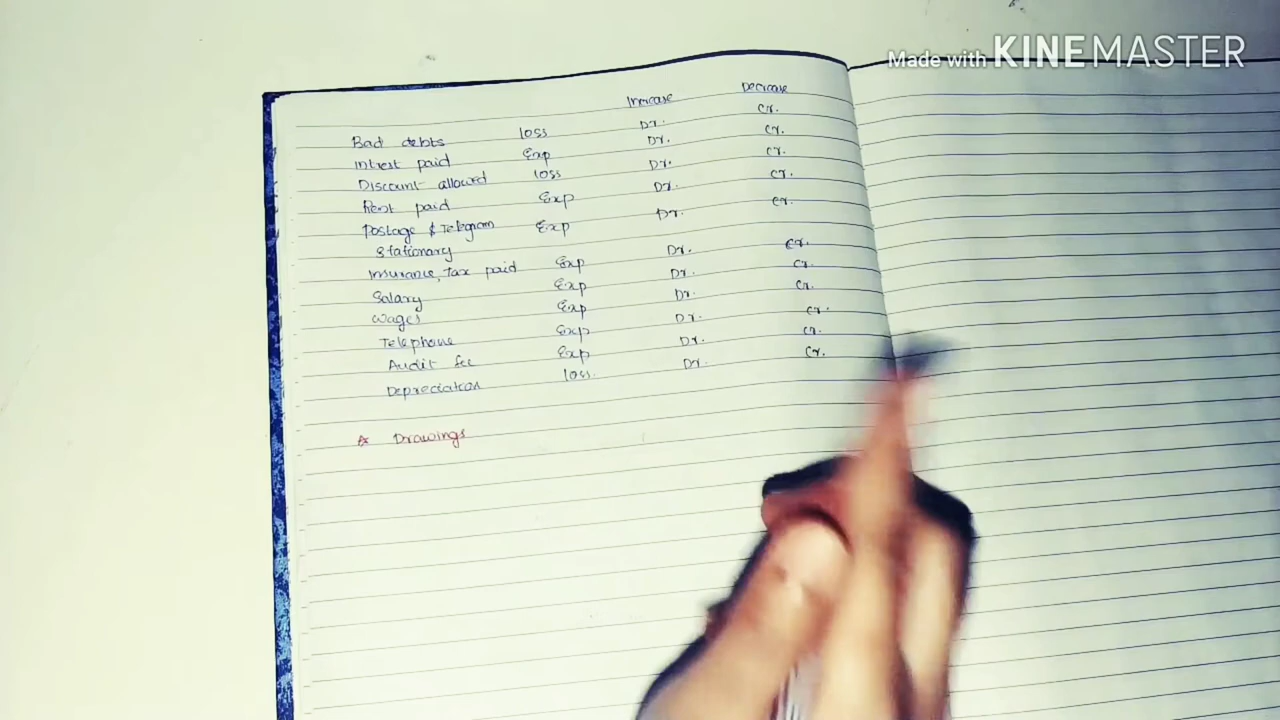 Made with KINEMASTER
Increase Decrease
Bad debts loss Dr. Cr.
Intrest paid Exp Dr. Cr.
Discount allowed loss Dr. Cr.
Rent paid Exp Dr. Cr.
Postage & Telegram Exp Dr. Cr.
Stationary
Insurance, Tax paid Exp Dr. Cr.
Salary Exp Dr. Cr.
Wages Exp Dr. Cr.
Telephone Exp Dr. Cr.
Audit fee Exp Dr. Cr.
Depreciation loss. Dr. Cr.
Drawings